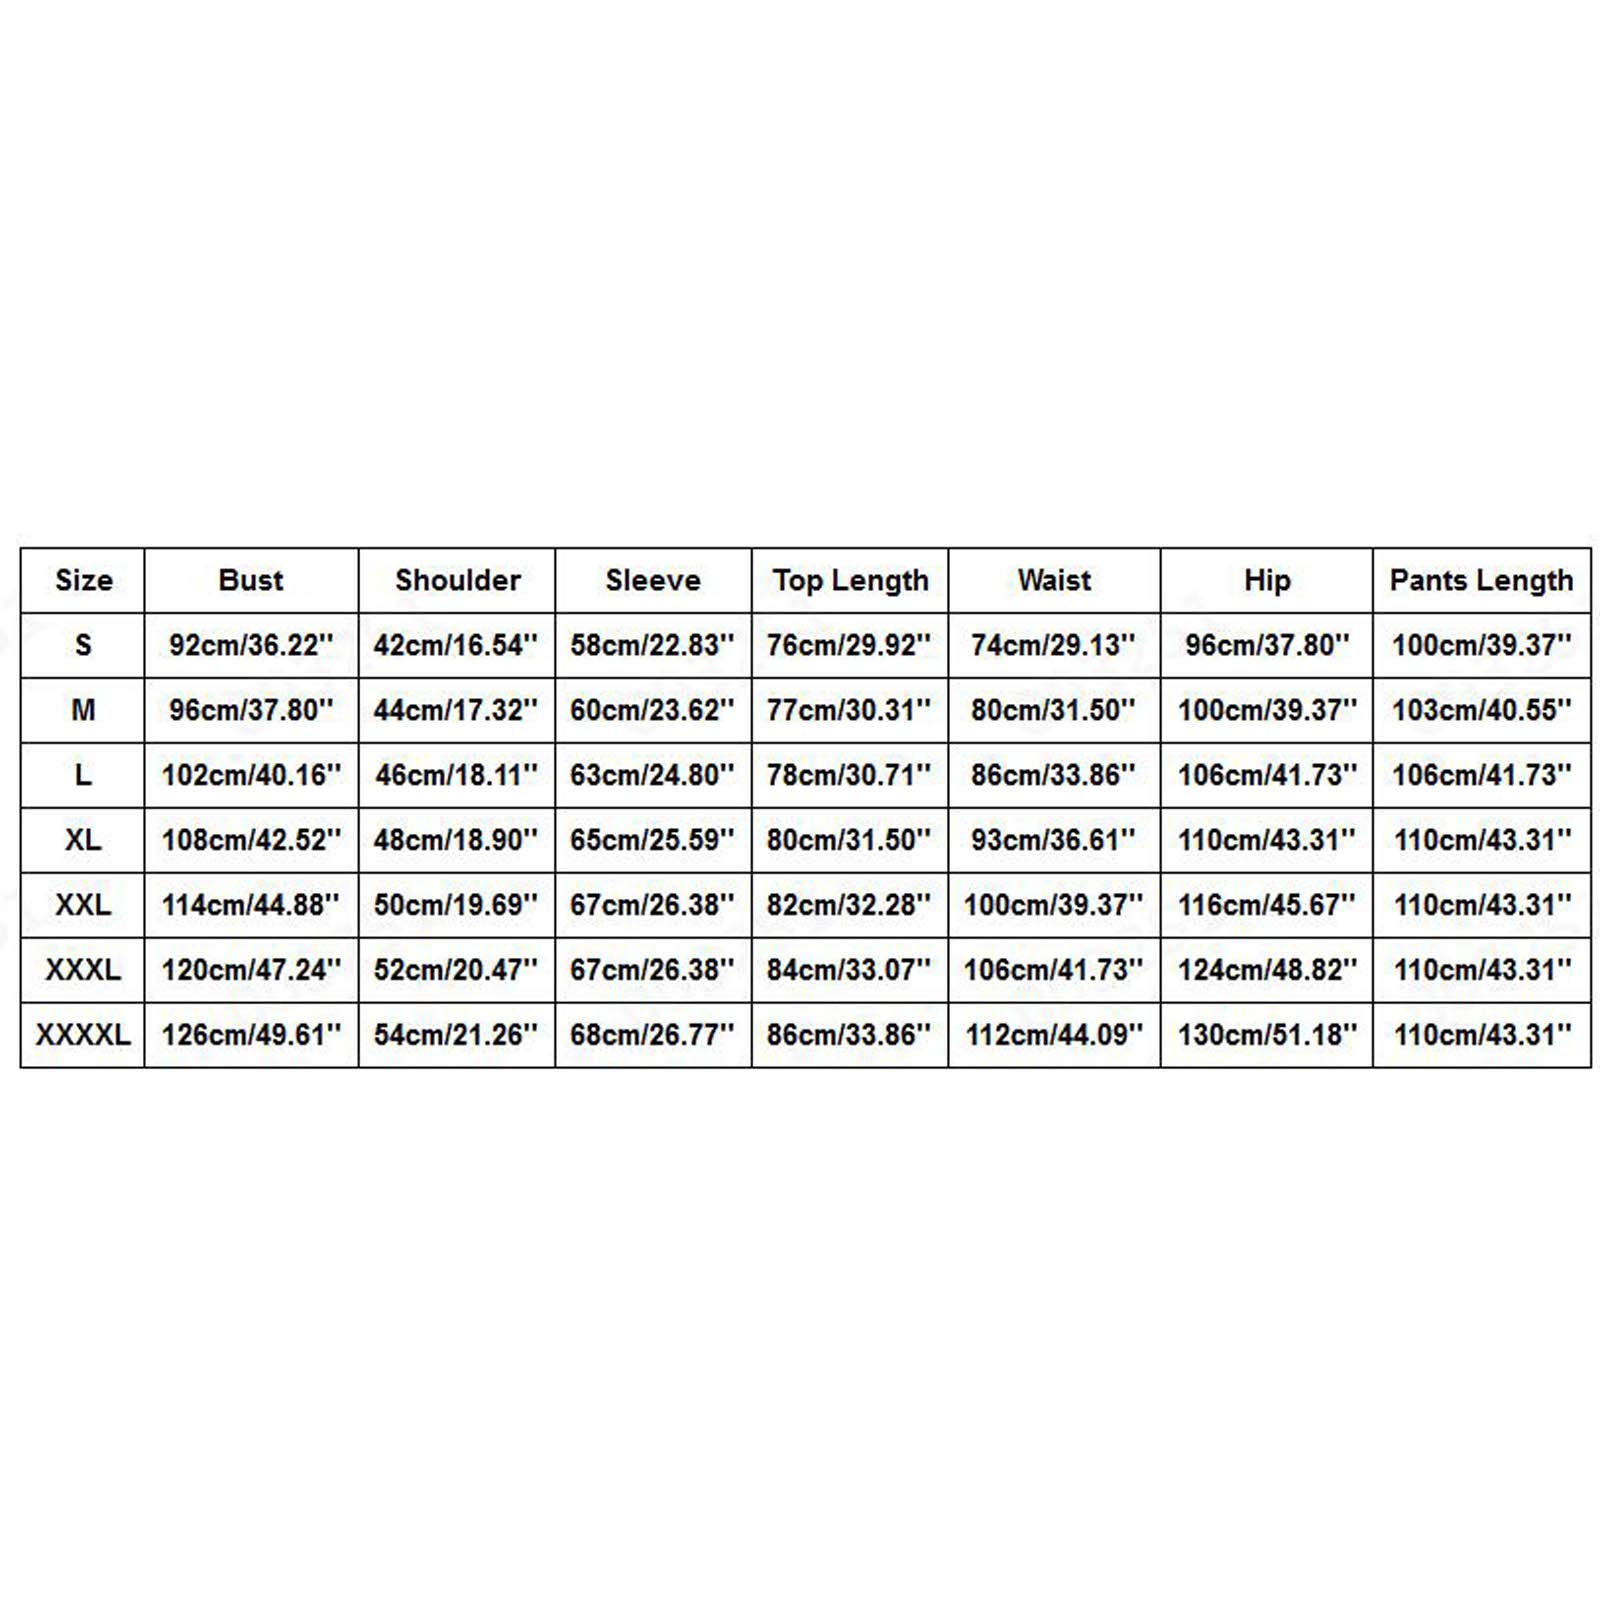 Size Bust Shoulder Sleeve Top Length Waist Hip Pants Length
S 92cm/36.22'' 42cm/16.54'' 58cm/22.83'' 76cm/29.92'' 74cm/29.13'' 96cm/37.80'' 100cm/39.37''
M 96cm/37.80'' 44cm/17.32'' 60cm/23.62'' 77cm/30.31'' 80cm/31.50'' 100cm/39.37'' 103cm/40.55''
L 102cm/40.16'' 46cm/18.11'' 63cm/24.80'' 78cm/30.71'' 86cm/33.86'' 106cm/41.73'' 106cm/41.73''
XL 108cm/42.52'' 48cm/18.90'' 65cm/25.59'' 80cm/31.50'' 93cm/36.61'' 110cm/43.31'' 110cm/43.31''
XXL 114cm/44.88'' 50cm/19.69'' 67cm/26.38'' 82cm/32.28'' 100cm/39.37'' 116cm/45.67'' 110cm/43.31''
XXXL 120cm/47.24'' 52cm/20.47'' 67cm/26.38'' 84cm/33.07'' 106cm/41.73'' 124cm/48.82'' 110cm/43.31''
XXXXL 126cm/49.61'' 54cm/21.26'' 68cm/26.77'' 86cm/33.86'' 112cm/44.09'' 130cm/51.18'' 110cm/43.31''